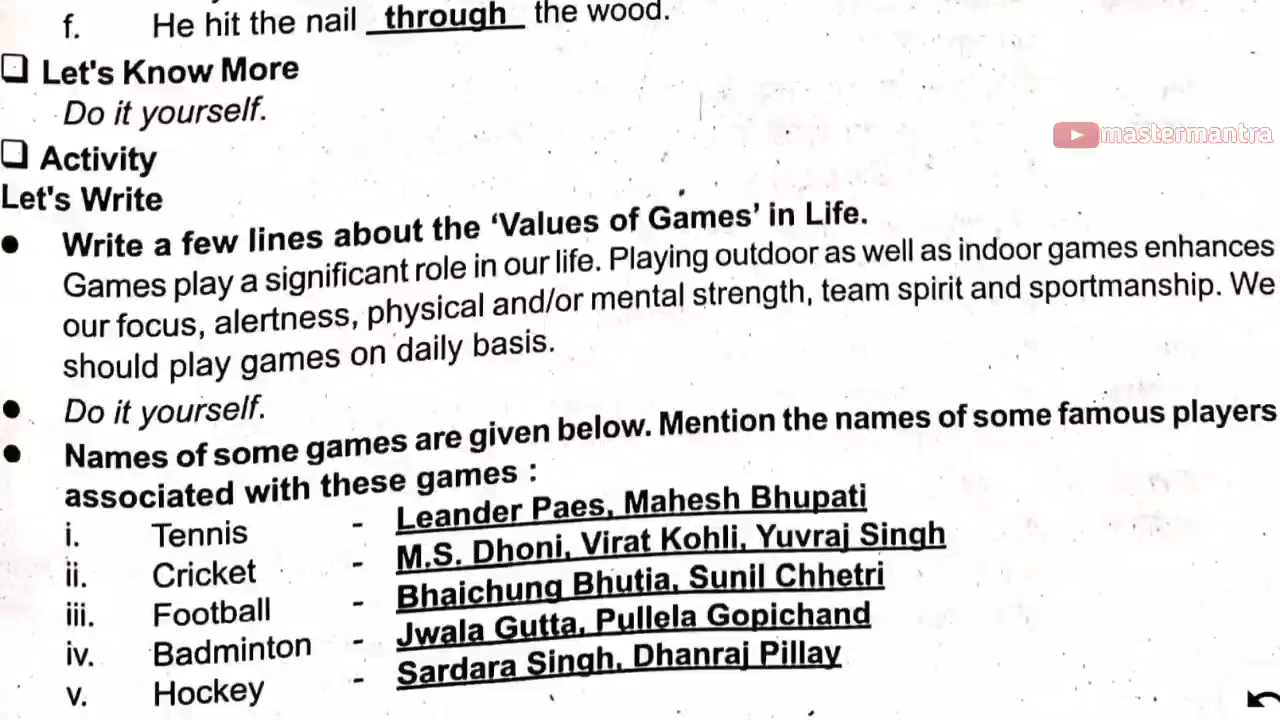 f. He hit the nail through the wood.
Let's Know More
Do it yourself.
mastermantra
Activity
Let's Write
Write a few lines about the ‘Values of Games’ in Life.
Games play a significant role in our life. Playing outdoor as well as indoor games enhances
our focus, alertness, physical and/or mental strength, team spirit and sportmanship. We
should play games on daily basis.
Do it yourself.
Names of some games are given below. Mention the names of some famous players
associated with these games :
i. Tennis - Leander Paes, Mahesh Bhupati
ii. Cricket - M.S. Dhoni, Virat Kohli, Yuvraj Singh
iii. Football - Bhaichung Bhutia, Sunil Chhetri
iv. Badminton - Jwala Gutta, Pullela Gopichand
v. Hockey - Sardara Singh, Dhanraj Pillay